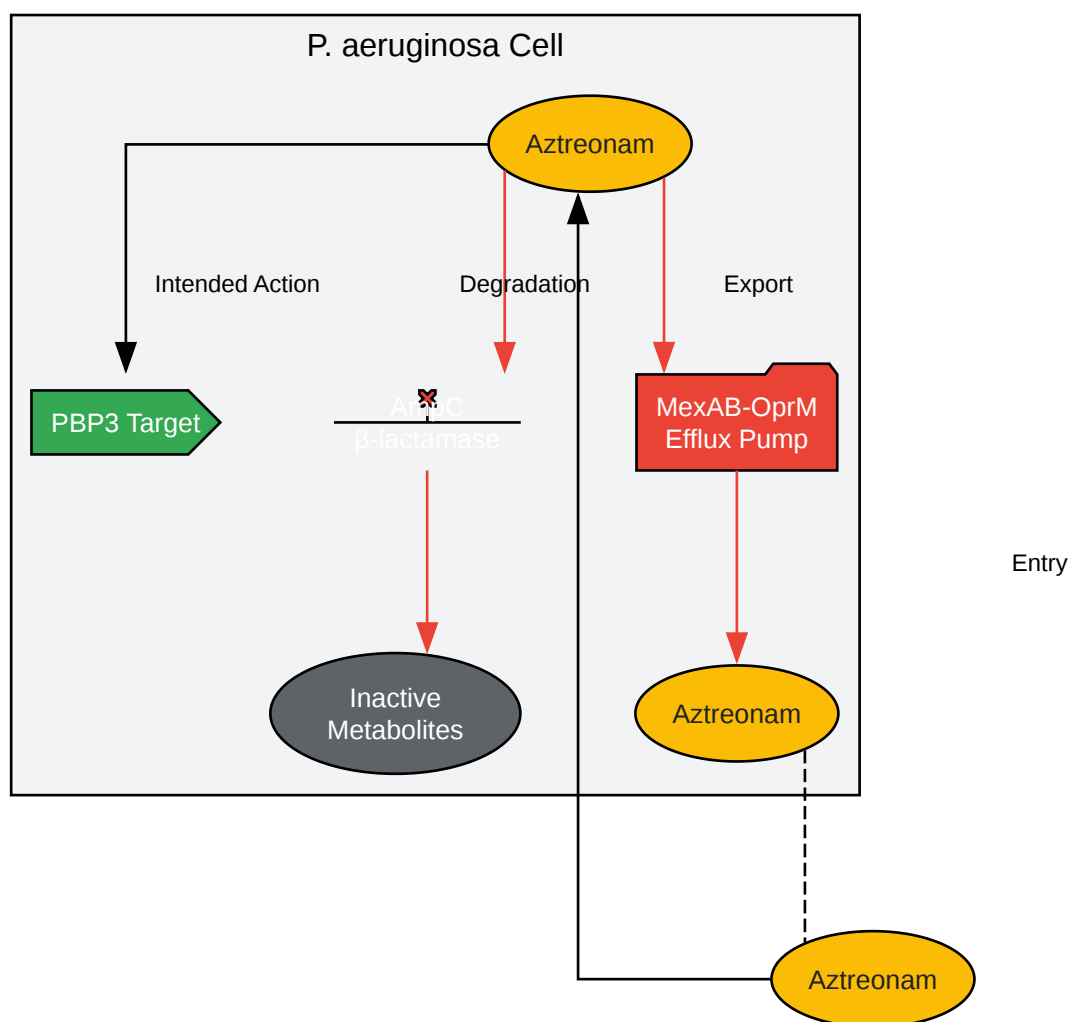 P. aeruginosa Cell
Aztreonam
Intended Action
Degradation
Export
PBP3 Target
AmpC
β-lactamase
MexAB-OprM
Efflux Pump
Entry
Inactive
Metabolites
Aztreonam
Aztreonam